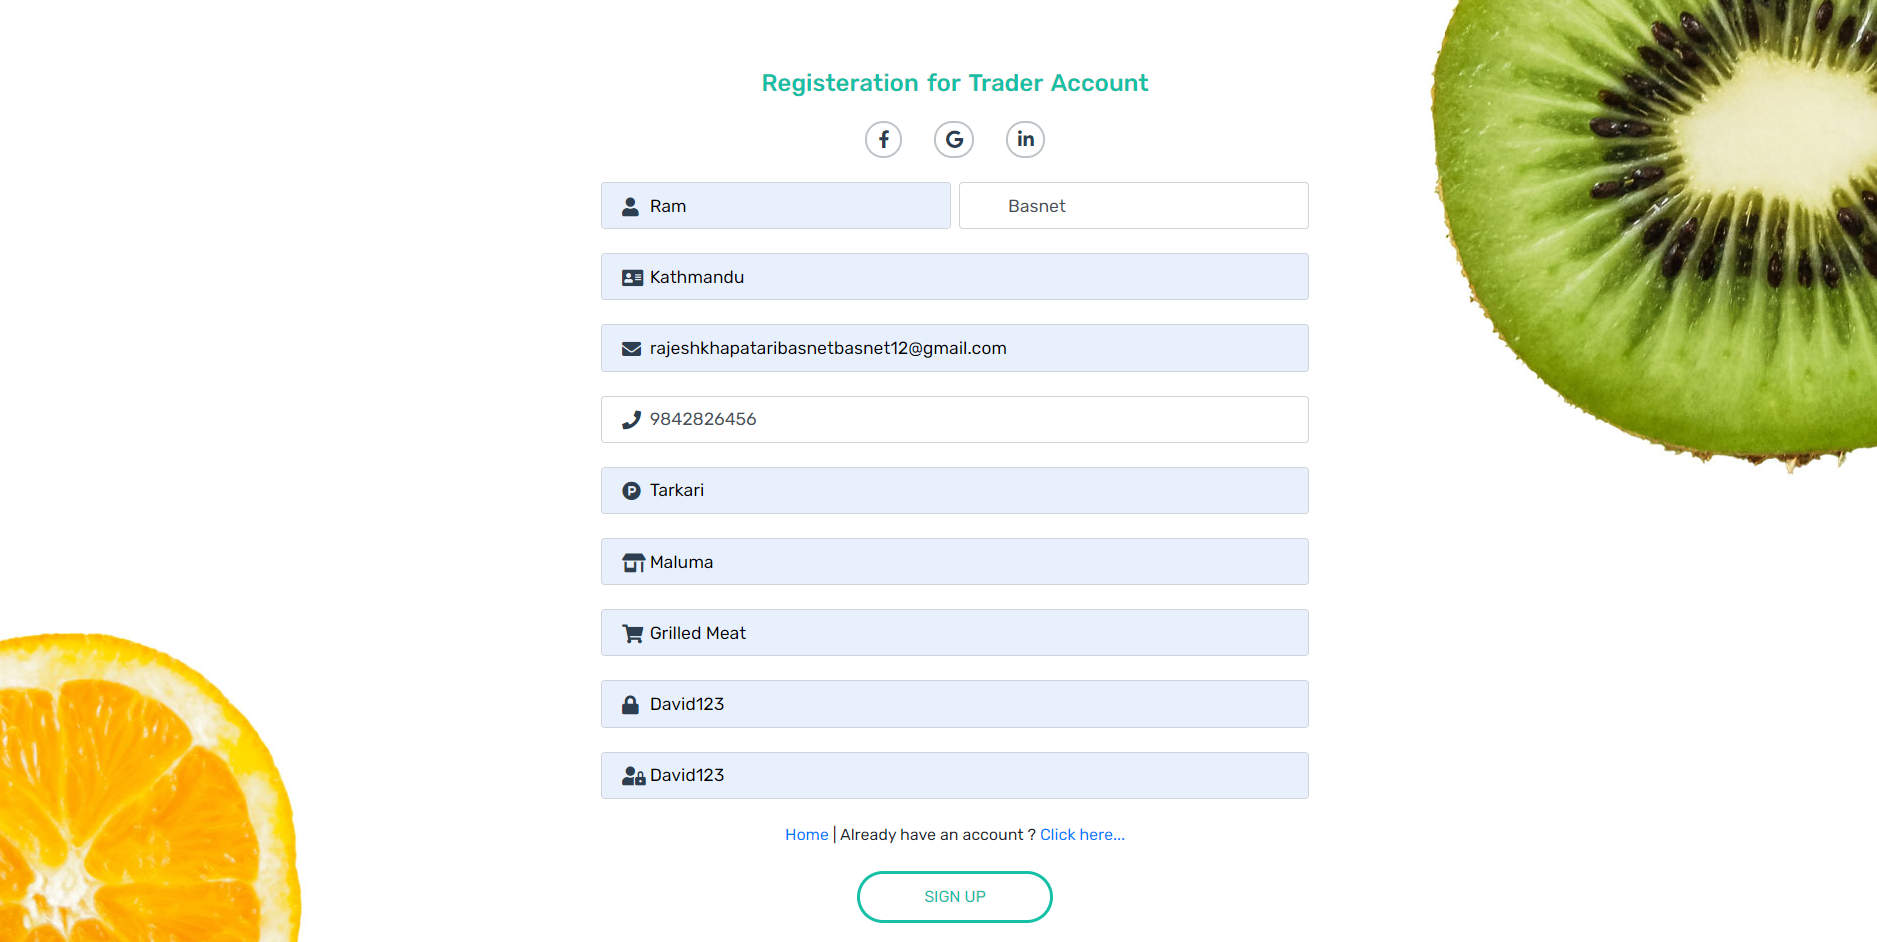 Registeration for Trader Account
f G in
Ram Basnet
Kathmandu
rajeshkhapataribasnetbasnet12@gmail.com
9842826456
P Tarkari
Maluma
Grilled Meat
David123
David123
Home | Already have an account ? Click here...
SIGN UP